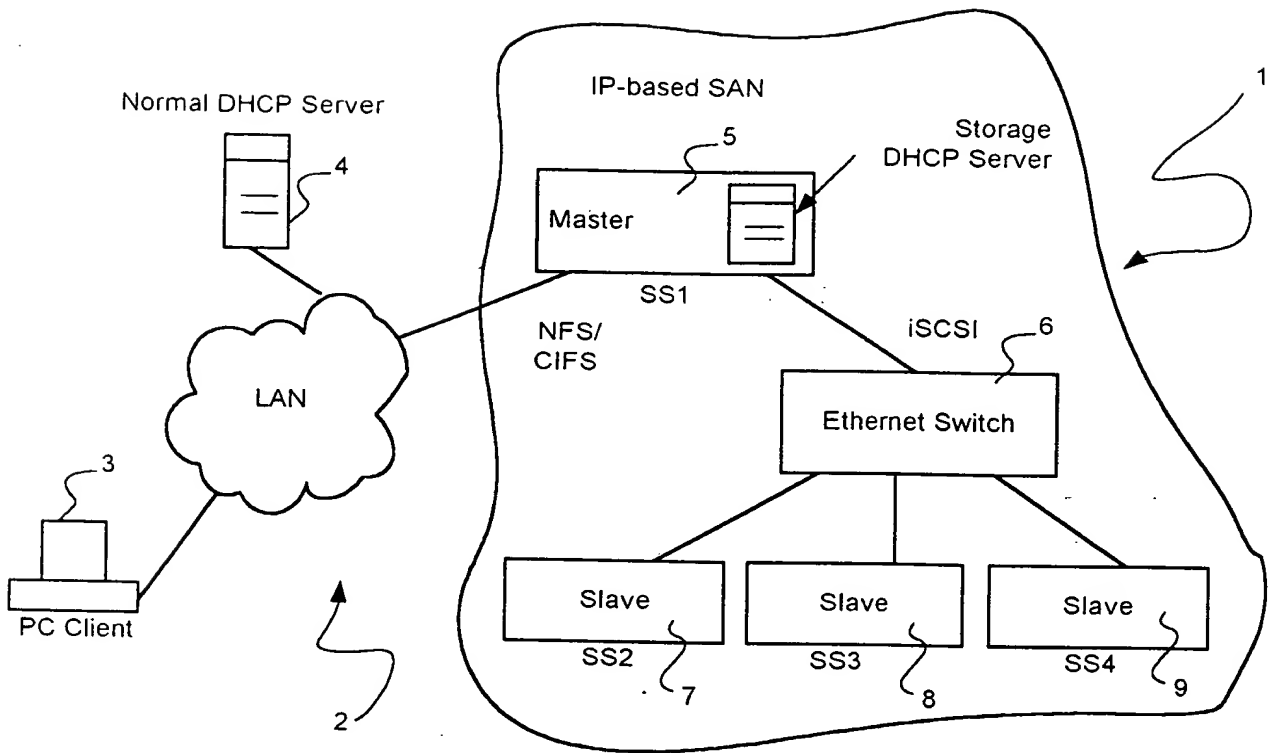 IP-based SAN
1
Normal DHCP Server
5
Storage
DHCP Server
4
Master
SS1
NFS/
CIFS
iSCSI
6
LAN
Ethernet Switch
3
PC Client
Slave
Slave
Slave
SS2
SS3
SS4
7
8
9
2